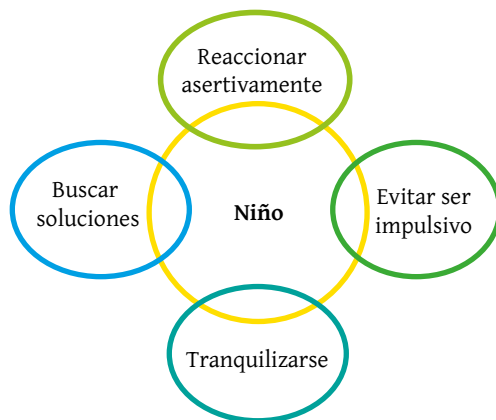 Reaccionar
asertivamente
Buscar
soluciones
Niño
Evitar ser
impulsivo
Tranquilizarse